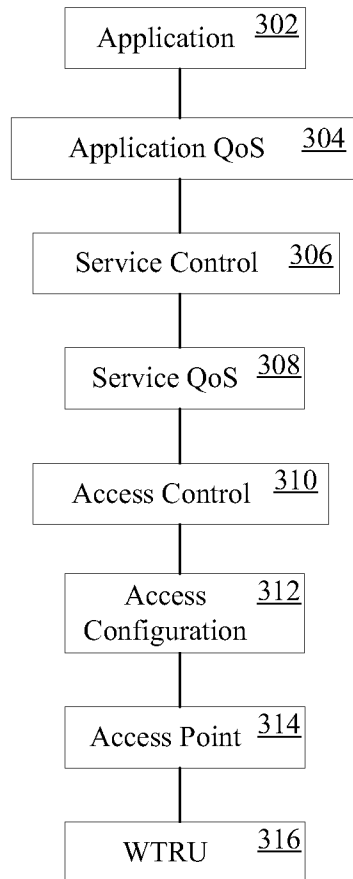 Application 302
Application QoS 304
Service Control 306
Service QoS 308
Access Control 310
Access 312
Configuration
Access Point 314
WTRU 316